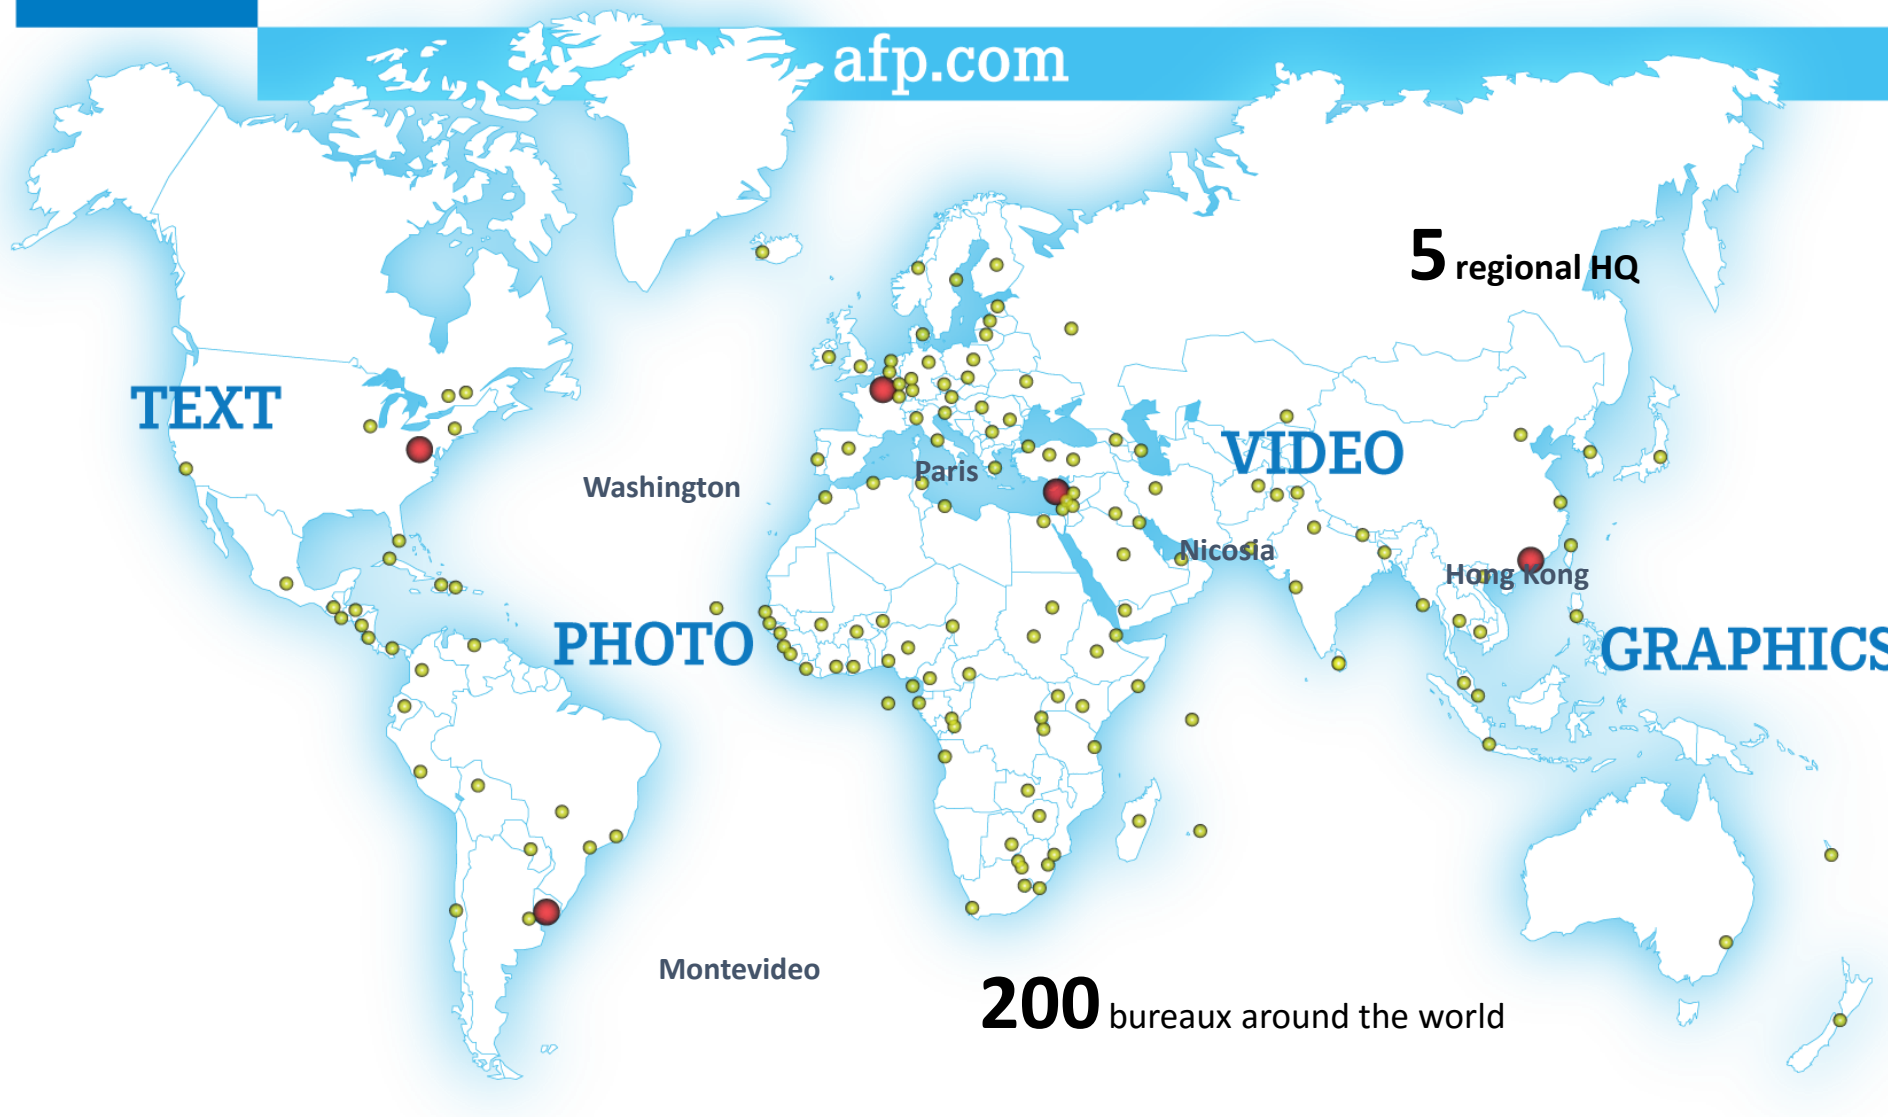 afp.com
5 regional HQ
TEXT
VIDEO
Washington
Paris
Nicosia
Hong Kong
PHOTO
GRAPHICS
Montevideo
200 bureaux around the world